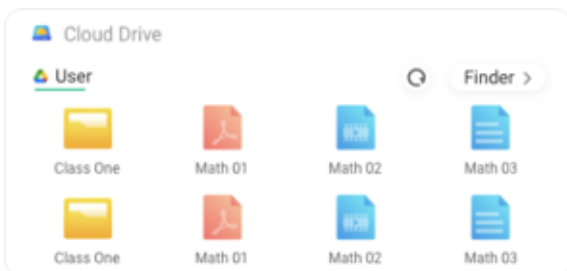 Cloud Drive
User Finder >
Class One Math 01 Math 02 Math 03
Class One Math 01 Math 02 Math 03